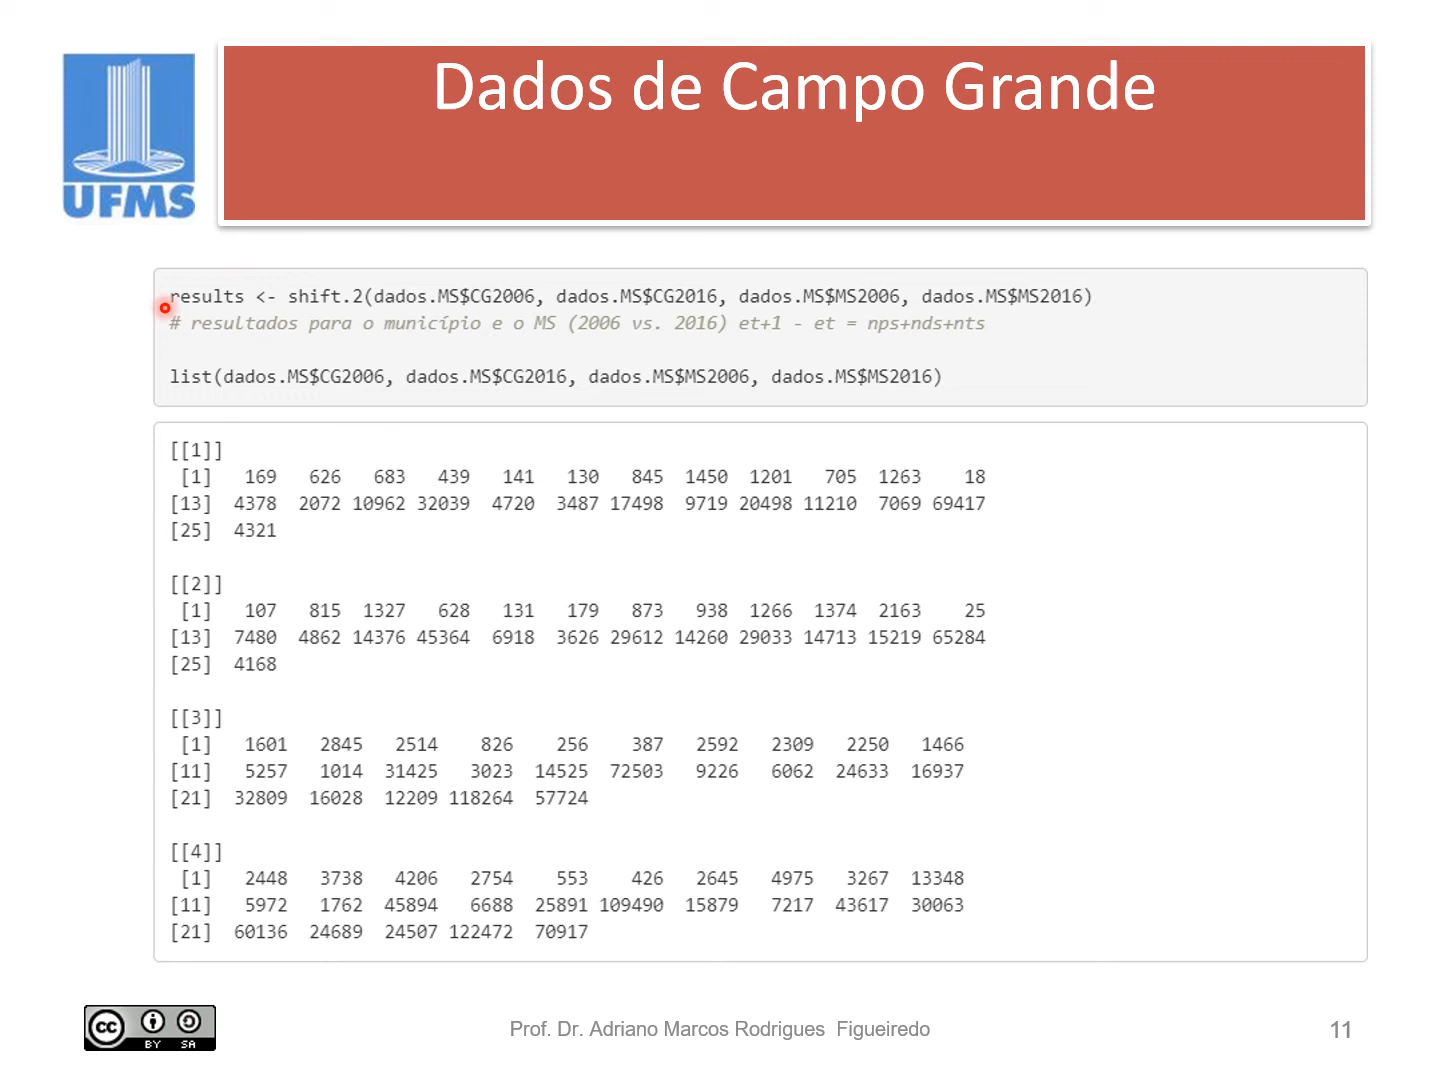 Dados de Campo Grande
UFMS
results <- shift.2(dados.MS$CG2006, dados.MS$CG2016, dados.MS$MS2006, dados.MS$MS2016)
# resultados para o município e o MS (2006 vs. 2016) et+1 - et = nps+nds+nts
list(dados.MS$CG2006, dados.MS$CG2016, dados.MS$MS2006, dados.MS$MS2016)
[[1]]
[1] 169 626 683 439 141 130 845 1450 1201 705 1263 18
[13] 4378 2072 10962 32039 4720 3487 17498 9719 20498 11210 7069 69417
[25] 4321
[[2]]
[1] 107 815 1327 628 131 179 873 938 1266 1374 2163 25
[13] 7480 4862 14376 45364 6918 3626 29612 14260 29033 14713 15219 65284
[25] 4168
[[3]]
[1] 1601 2845 2514 826 256 387 2592 2309 2250 1466
[11] 5257 1014 31425 3023 14525 72503 9226 6062 24633 16937
[21] 32809 16028 12209 118264 57724
[[4]]
[1] 2448 3738 4206 2754 553 426 2645 4975 3267 13348
[11] 5972 1762 45894 6688 25891 109490 15879 7217 43617 30063
[21] 60136 24689 24507 122472 70917
cc BY SA
Prof. Dr. Adriano Marcos Rodrigues Figueiredo
11